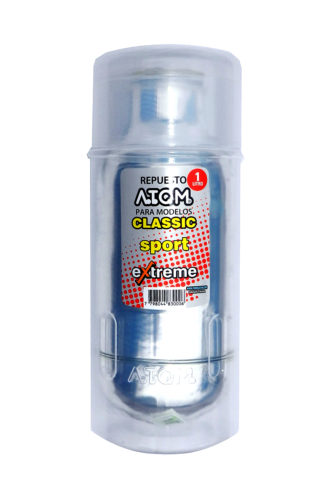 REPUESTO
1
LITRO
ATOM
PARA MODELOS
CLASSIC
sport
eXtreme
ATOM